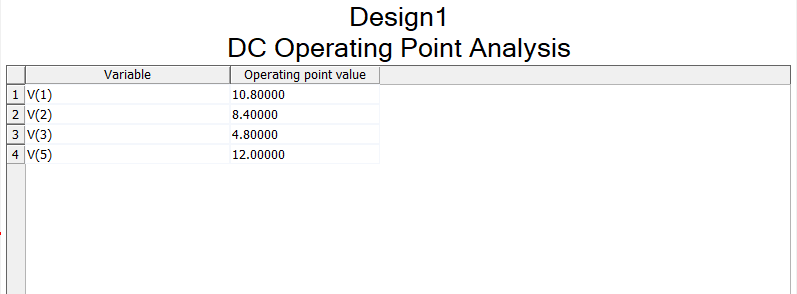 Design1
DC Operating Point Analysis
Variable Operating point value
1 V(1) 10.80000
2 V(2) 8.40000
3 V(3) 4.80000
4 V(5) 12.00000